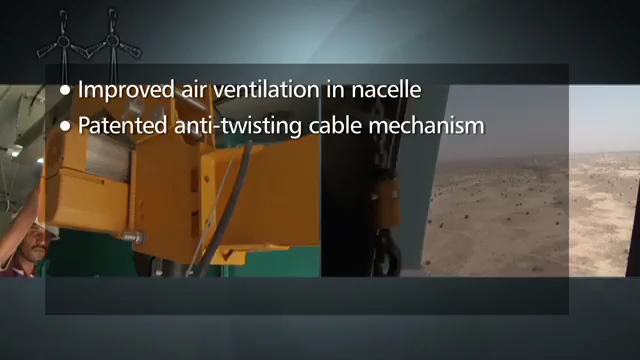 • Improved air ventilation in nacelle
• Patented anti-twisting cable mechanism